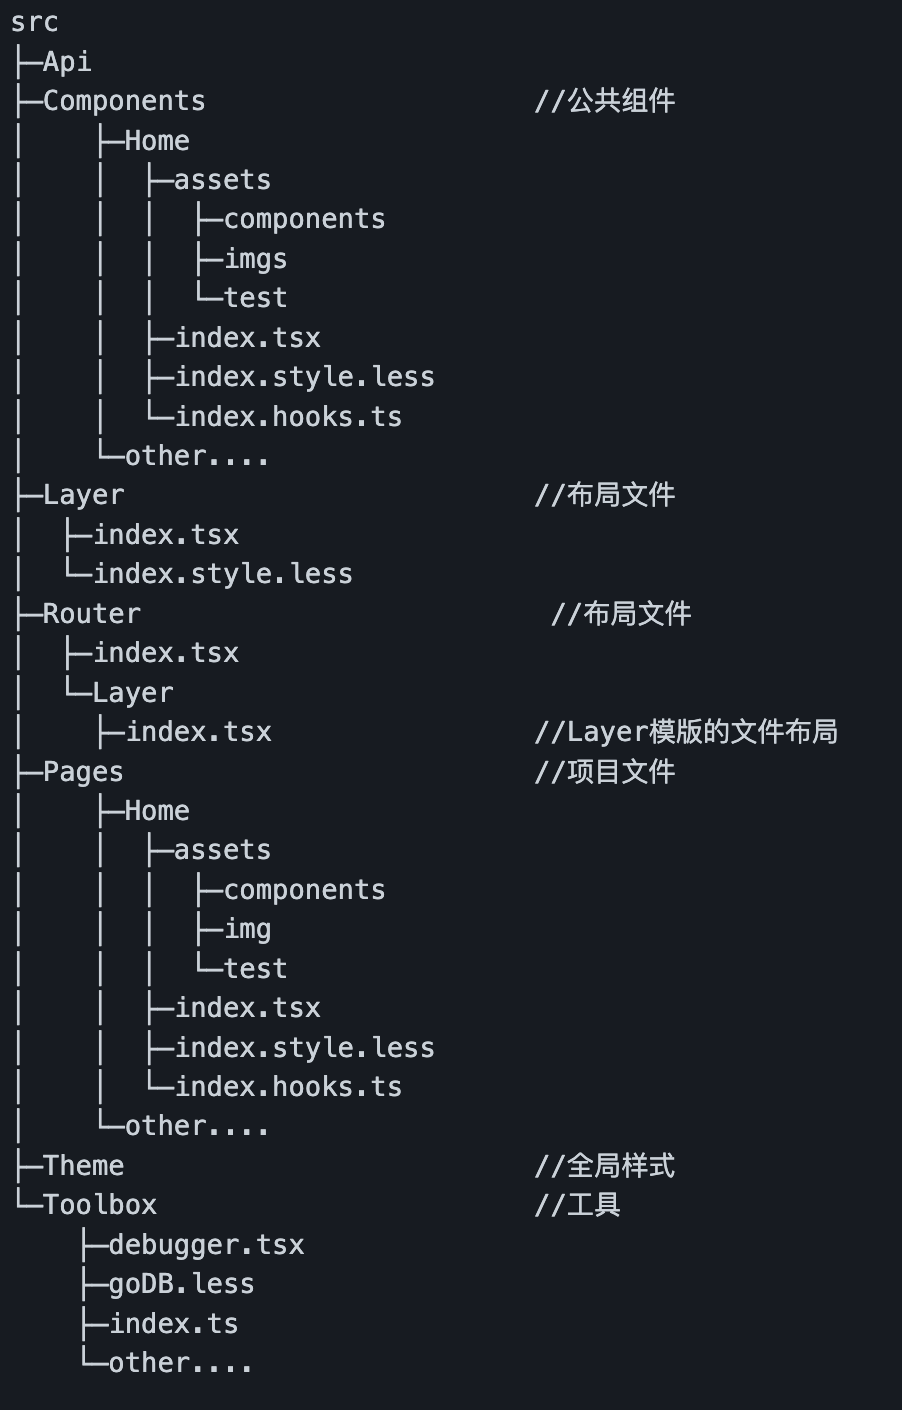 src
├─Api
├─Components                    //公共组件
│    ├─Home
│    │  ├─assets
│    │  │  ├─components
│    │  │  ├─imgs
│    │  │  └─test
│    │  ├─index.tsx
│    │  ├─index.style.less
│    │  └─index.hooks.ts
│    └─other....
├─Layer                         //布局文件
│  ├─index.tsx
│  └─index.style.less
├─Router                         //布局文件
│  ├─index.tsx
│  └─Layer
│    ├─index.tsx                //Layer模版的文件布局
├─Pages                         //项目文件
│    ├─Home
│    │  ├─assets
│    │  │  ├─components
│    │  │  ├─img
│    │  │  └─test
│    │  ├─index.tsx
│    │  ├─index.style.less
│    │  └─index.hooks.ts
│    └─other....
├─Theme                         //全局样式
└─Toolbox                       //工具
    ├─debugger.tsx
    ├─goDB.less
    ├─index.ts
    └─other....